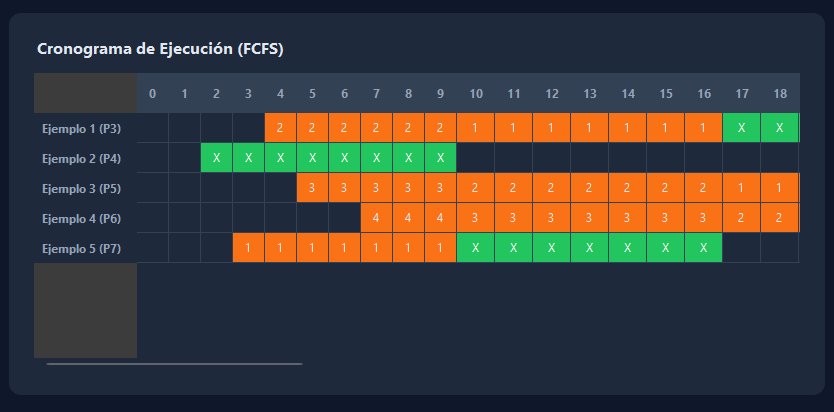 Cronograma de Ejecución (FCFS)
0 1 2 3 4 5 6 7 8 9 10 11 12 13 14 15 16 17 18
Ejemplo 1 (P3) 2 2 2 2 2 2 1 1 1 1 1 1 1 X X
Ejemplo 2 (P4) X X X X X X X X
Ejemplo 3 (P5) 3 3 3 3 3 2 2 2 2 2 2 2 1 1
Ejemplo 4 (P6) 4 4 4 3 3 3 3 3 3 3 2 2
Ejemplo 5 (P7) 1 1 1 1 1 1 1 X X X X X X X